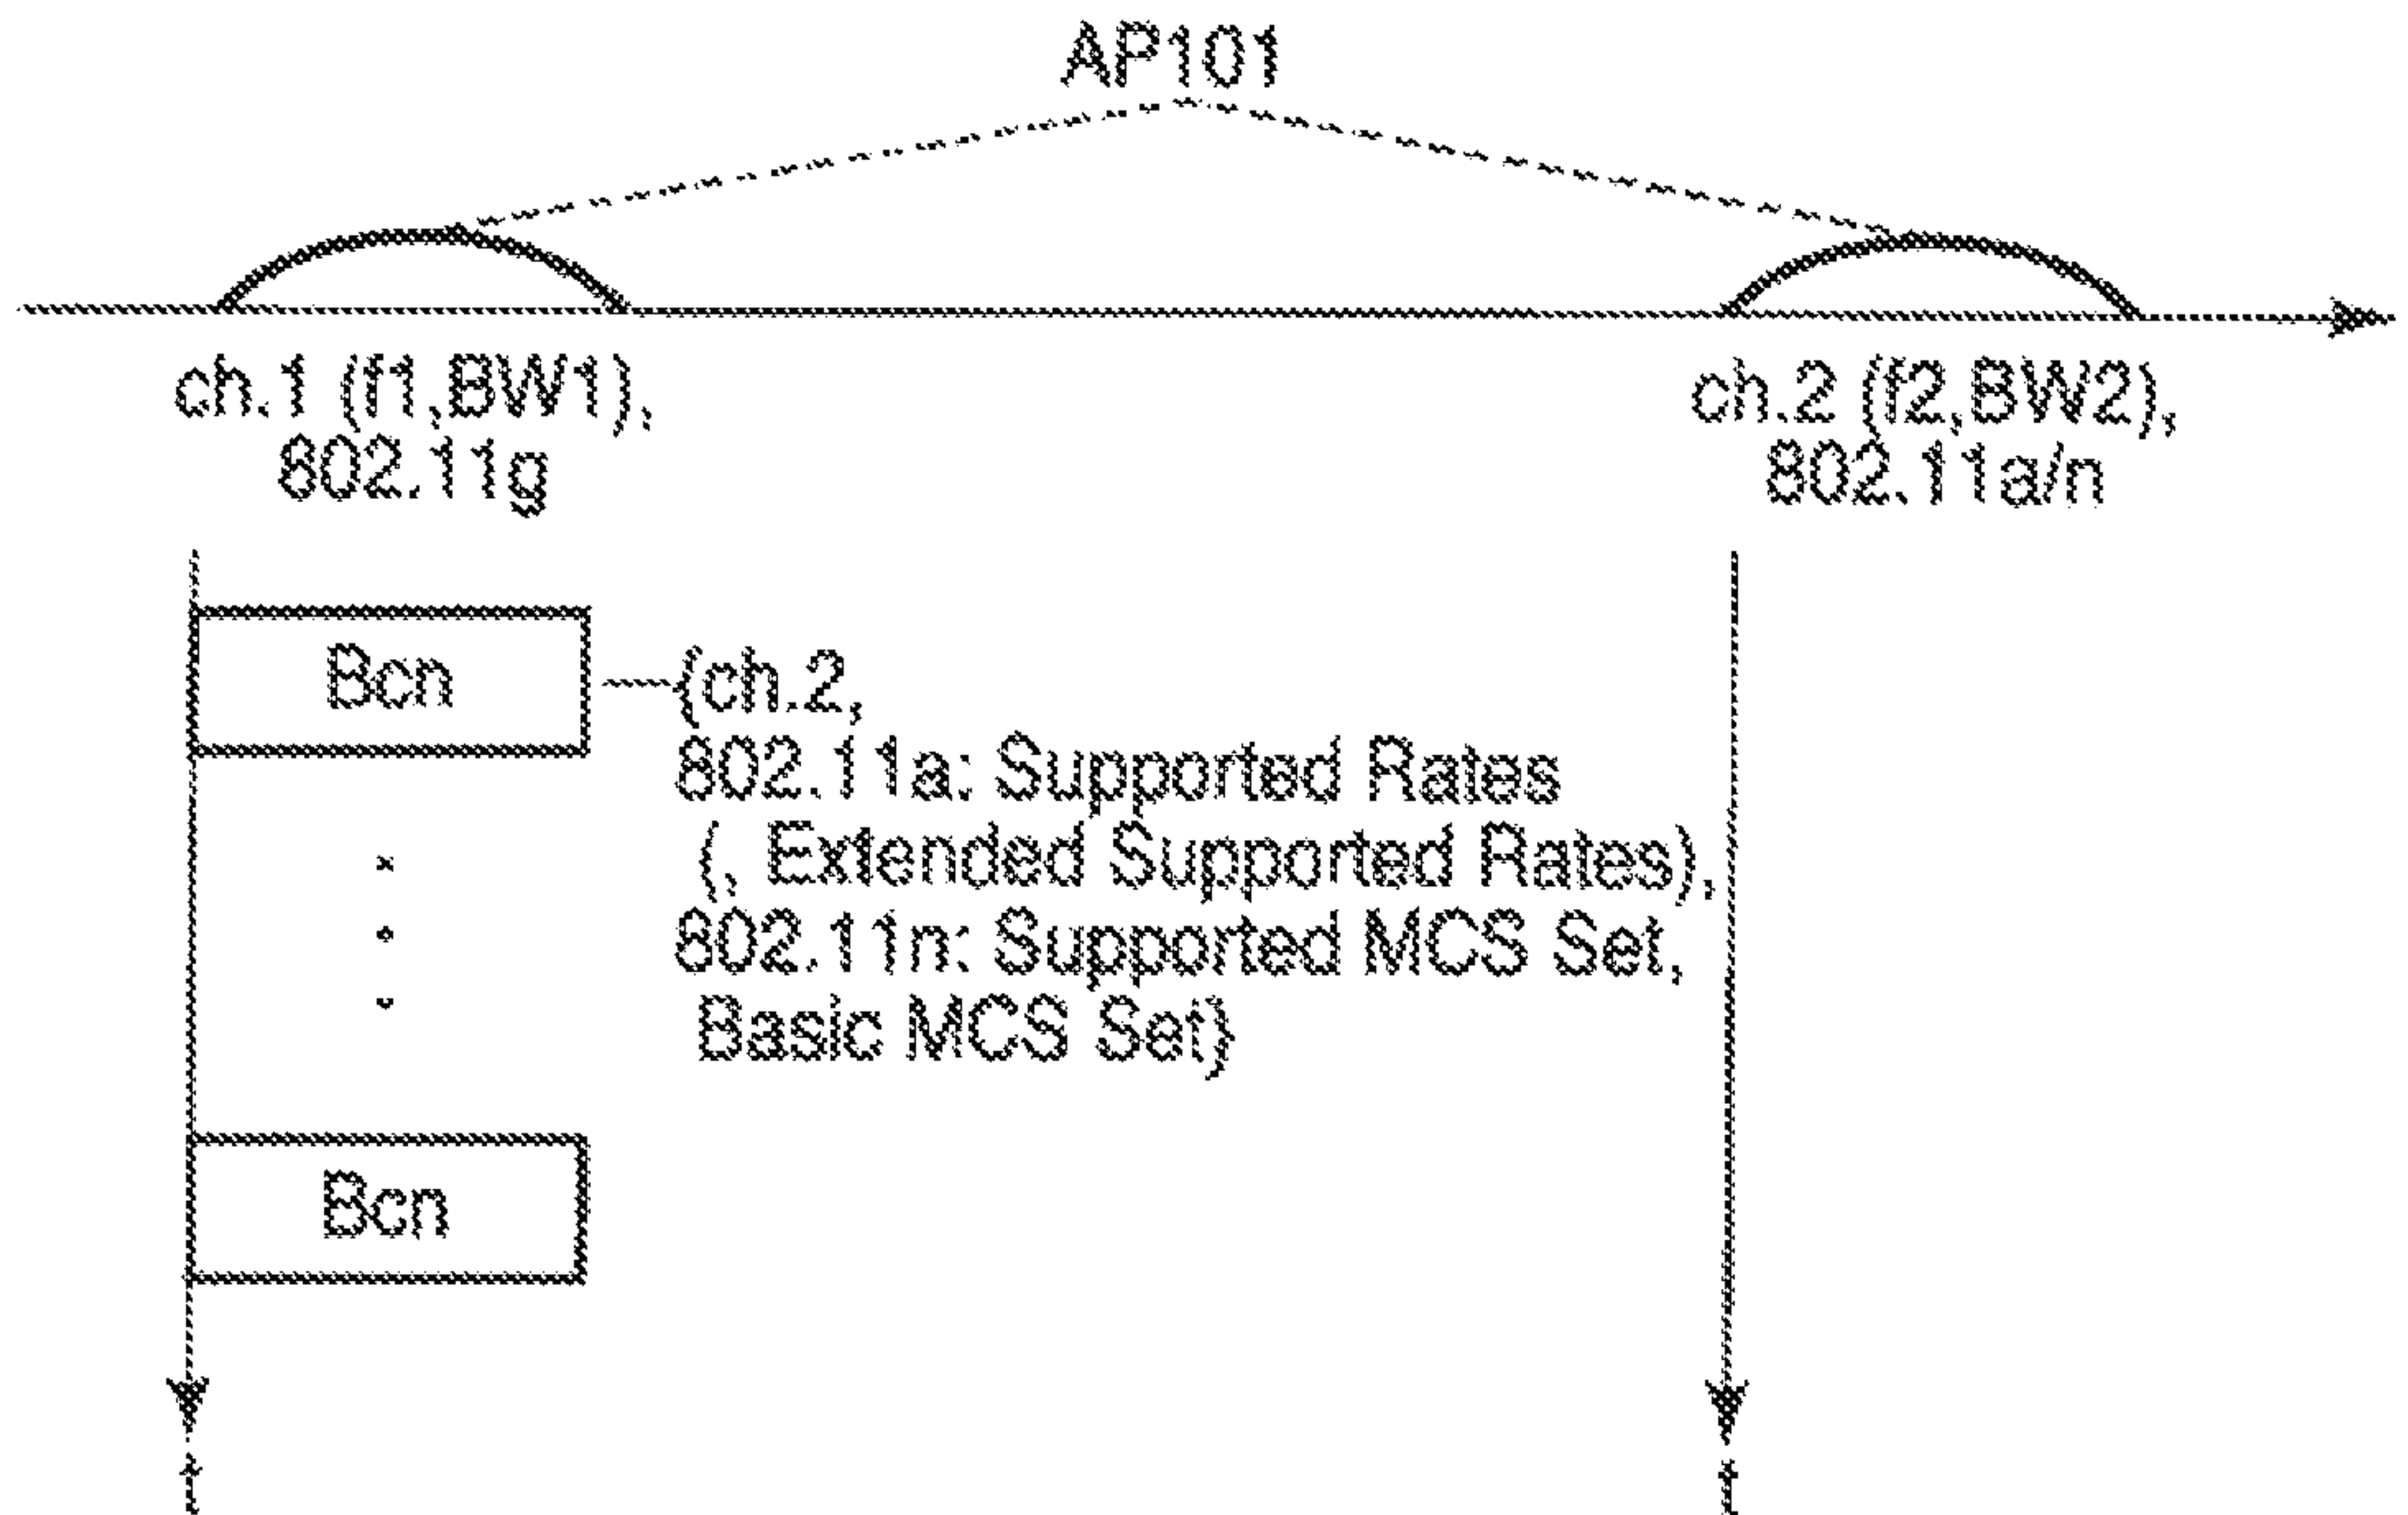 AP101
ch.1 (f1,BW1),
802.11g
ch.2 (f2,BW2),
802.11a/n
Bcn
{ch.2,
802.11a: Supported Rates
(, Extended Supported Rates),
802.11n: Supported MCS Set,
Basic MCS Set}
Bcn
t
t